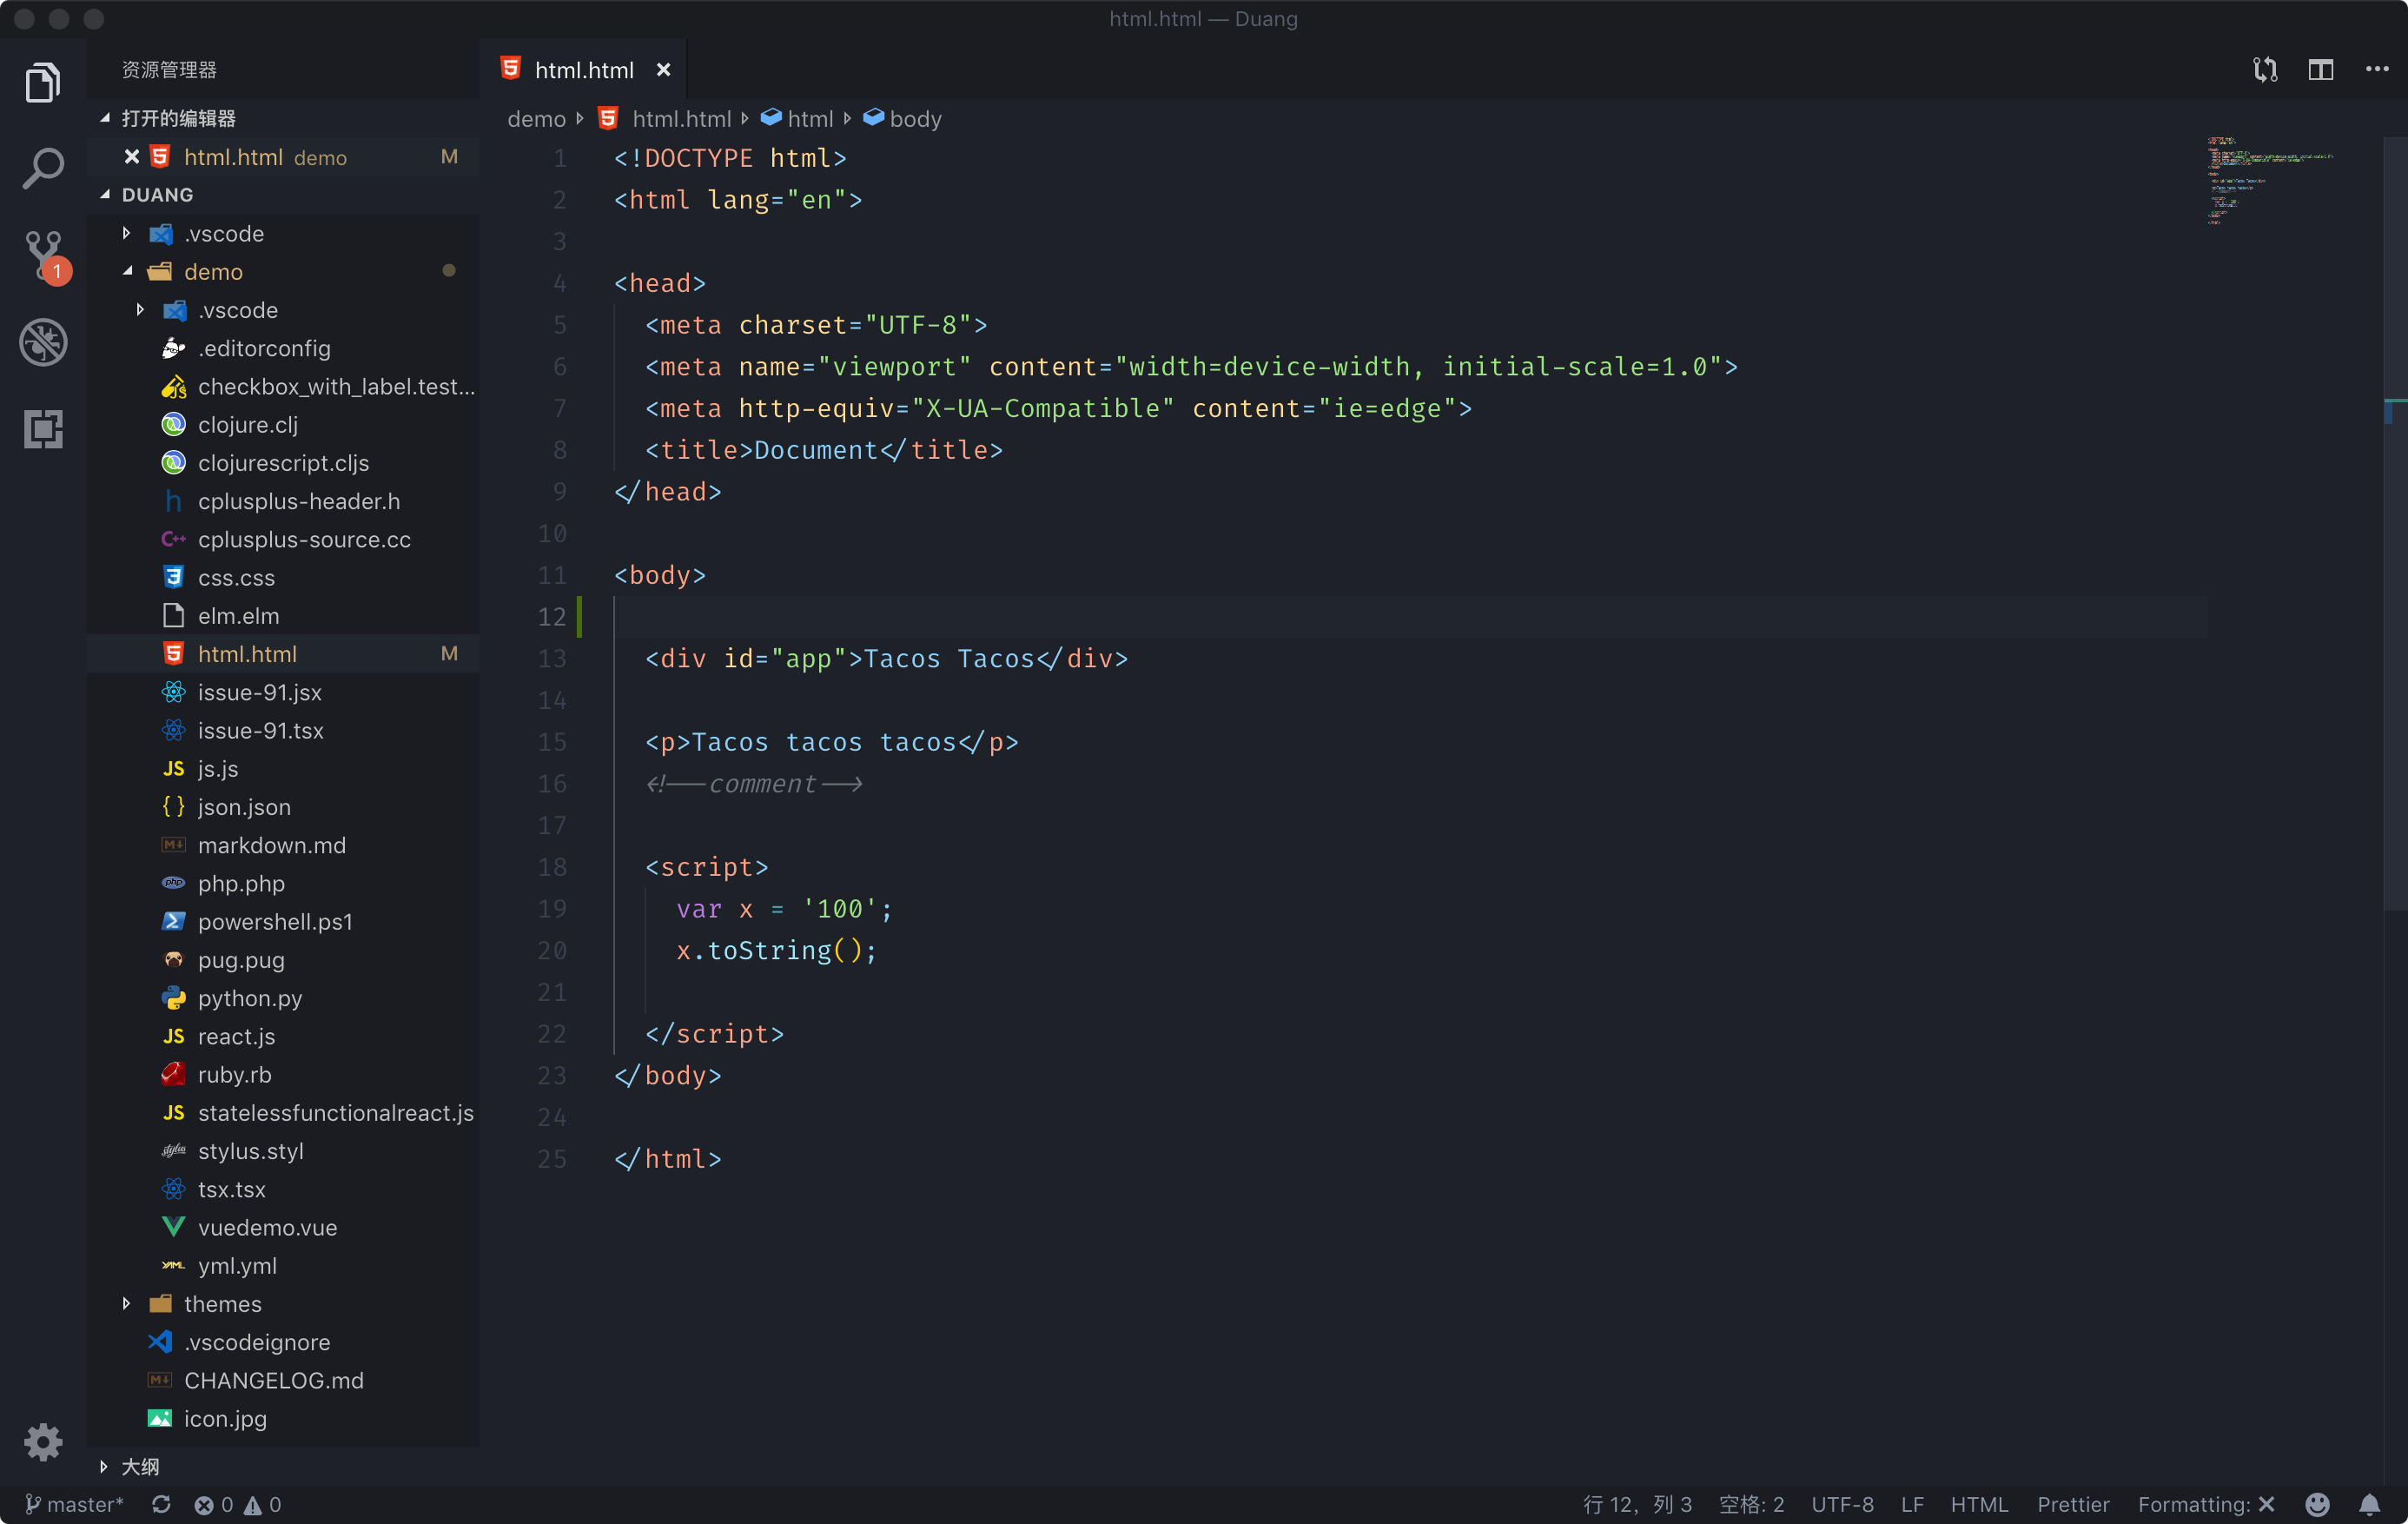 html.html — Duang
资源管理器
打开的编辑器
html.html demo M
DUANG
.vscode
demo
.vscode
.editorconfig
checkbox_with_label.test...
clojure.clj
clojurescript.cljs
h cplusplus-header.h
C++ cplusplus-source.cc
css.css
elm.elm
html.html M
issue-91.jsx
issue-91.tsx
JS js.js
{ } json.json
M↓ markdown.md
php php.php
powershell.ps1
pug.pug
python.py
JS react.js
ruby.rb
JS statelessfunctionalreact.js
stylus stylus.styl
tsx.tsx
vuedemo.vue
YAML yml.yml
themes
.vscodeignore
M↓ CHANGELOG.md
icon.jpg
大纲
1
html.html
demo html.html html body
1 <!DOCTYPE html>
2 <html lang="en">
3
4 <head>
5 <meta charset="UTF-8">
6 <meta name="viewport" content="width=device-width, initial-scale=1.0">
7 <meta http-equiv="X-UA-Compatible" content="ie=edge">
8 <title>Document</title>
9 </head>
10
11 <body>
12
13 <div id="app">Tacos Tacos</div>
14
15 <p>Tacos tacos tacos</p>
16 <!--comment-->
17
18 <script>
19 var x = '100';
20 x.toString();
21
22 </script>
23 </body>
24
25 </html>
master* 0 0 行 12，列 3 空格: 2 UTF-8 LF HTML Prettier Formatting: ✕